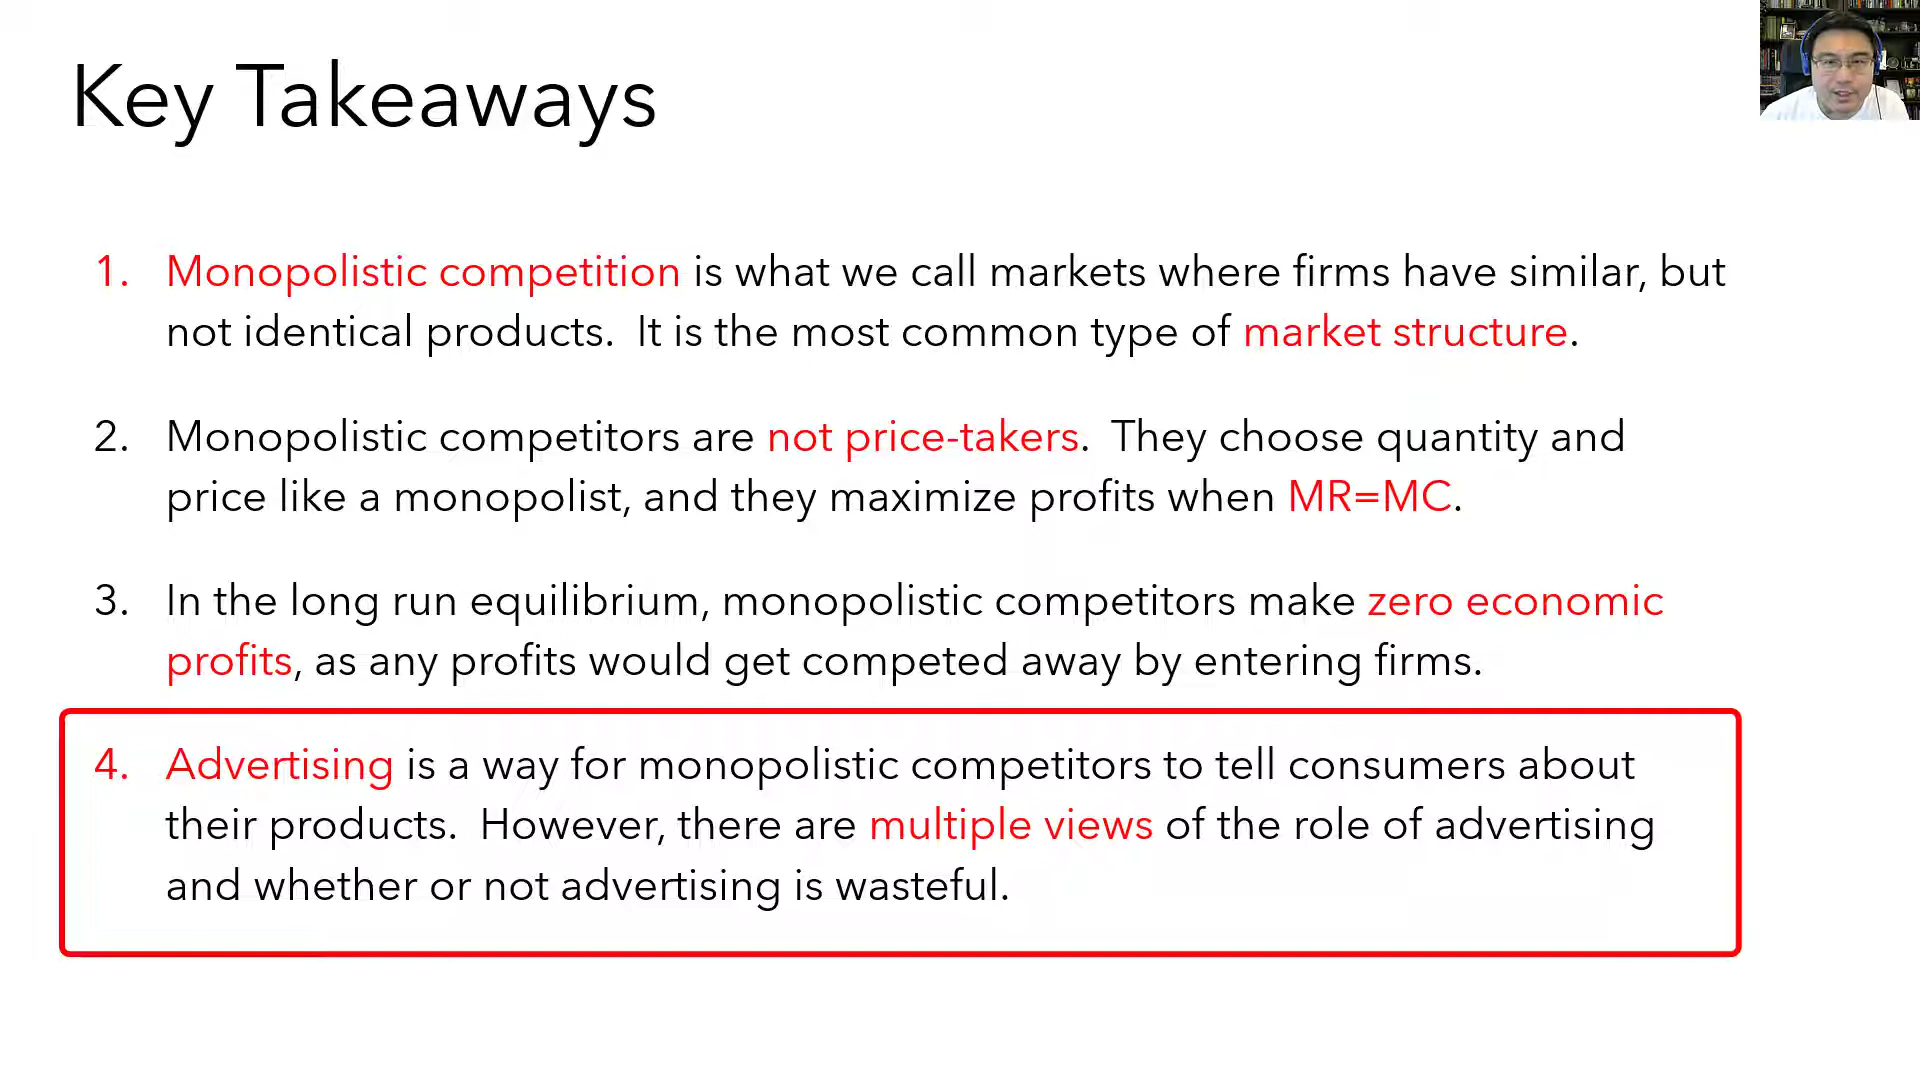 Key Takeaways
1. Monopolistic competition is what we call markets where firms have similar, but
not identical products.  It is the most common type of market structure.
2. Monopolistic competitors are not price-takers.  They choose quantity and
price like a monopolist, and they maximize profits when MR=MC.
3. In the long run equilibrium, monopolistic competitors make zero economic
profits, as any profits would get competed away by entering firms.
4. Advertising is a way for monopolistic competitors to tell consumers about
their products.  However, there are multiple views of the role of advertising
and whether or not advertising is wasteful.